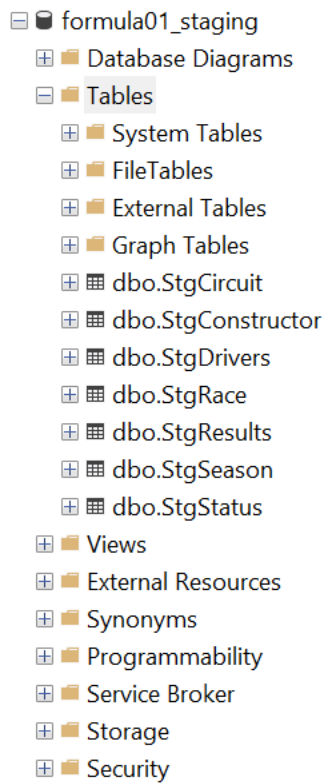 formula01_staging
Database Diagrams
Tables
System Tables
FileTables
External Tables
Graph Tables
dbo.StgCircuit
dbo.StgConstructor
dbo.StgDrivers
dbo.StgRace
dbo.StgResults
dbo.StgSeason
dbo.StgStatus
Views
External Resources
Synonyms
Programmability
Service Broker
Storage
Security